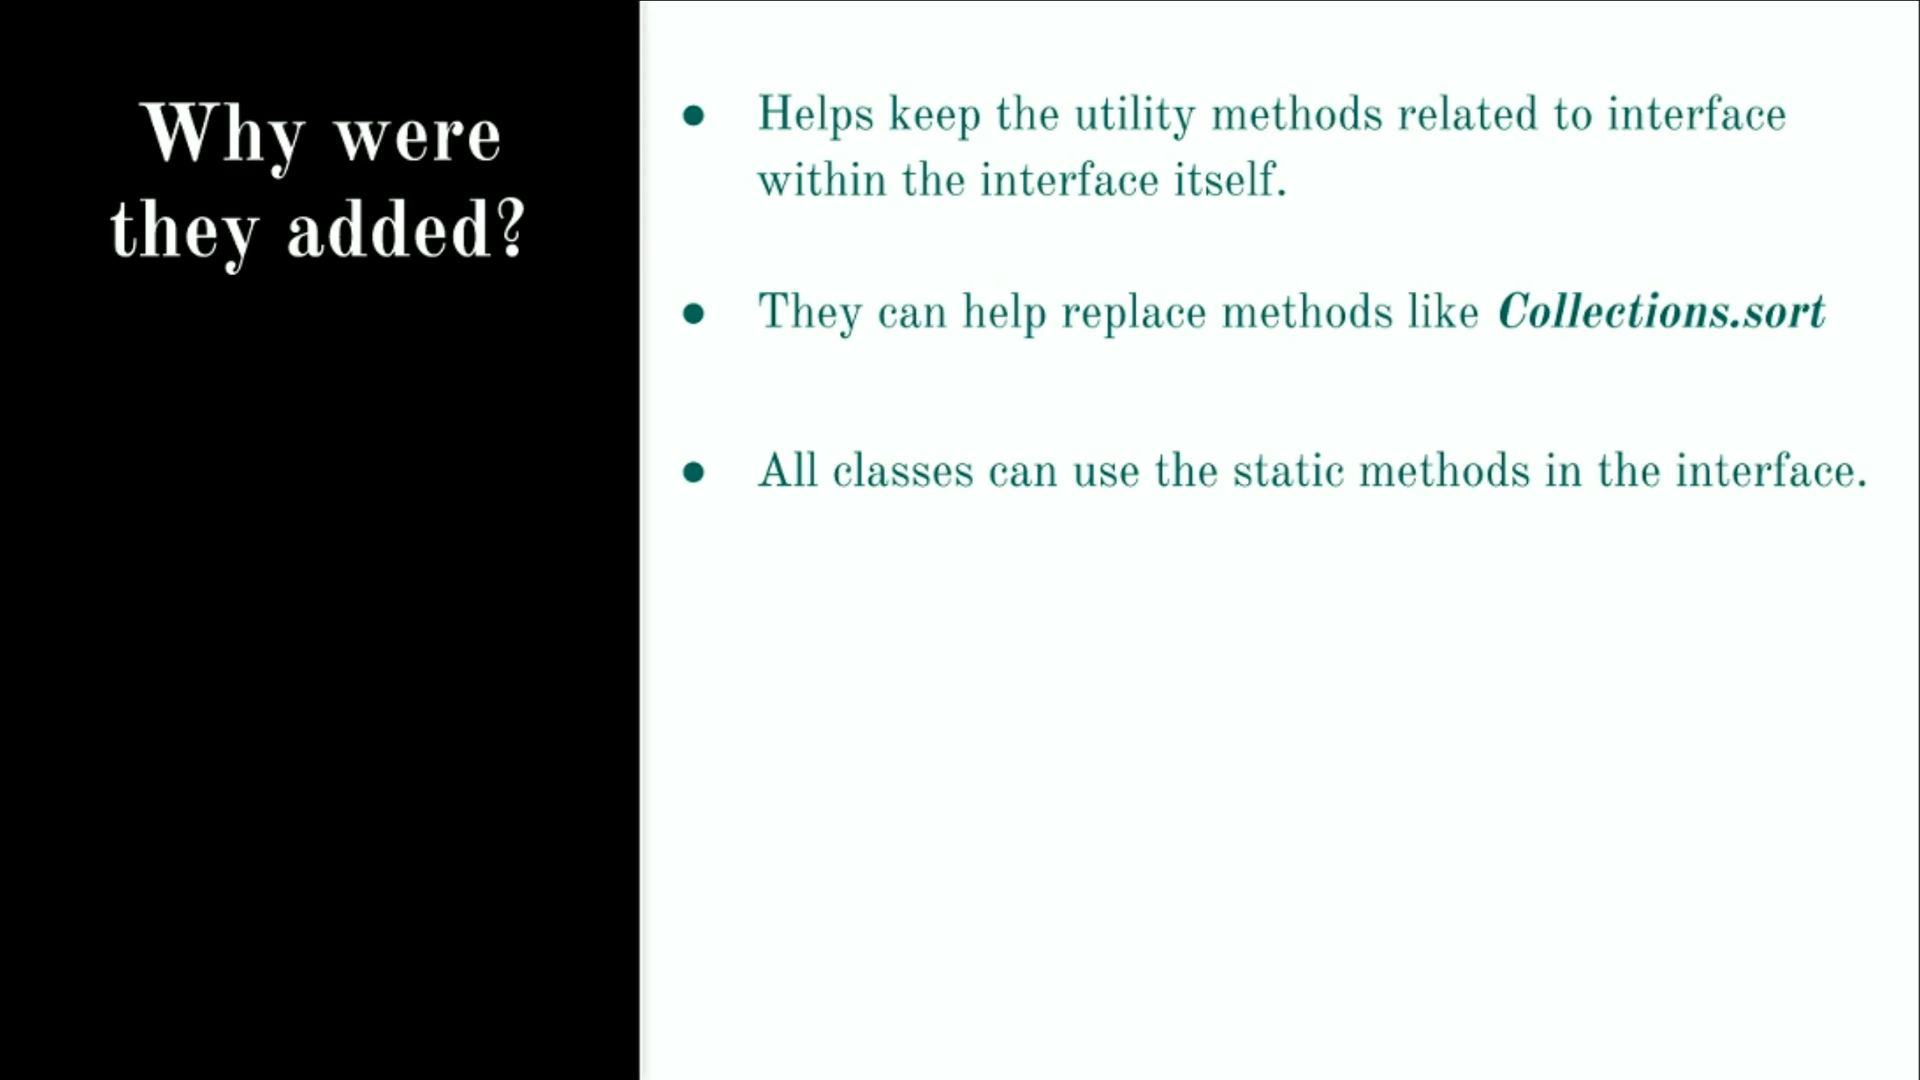 Why were
they added?
● Helps keep the utility methods related to interface
within the interface itself.
● They can help replace methods like Collections.sort
● All classes can use the static methods in the interface.